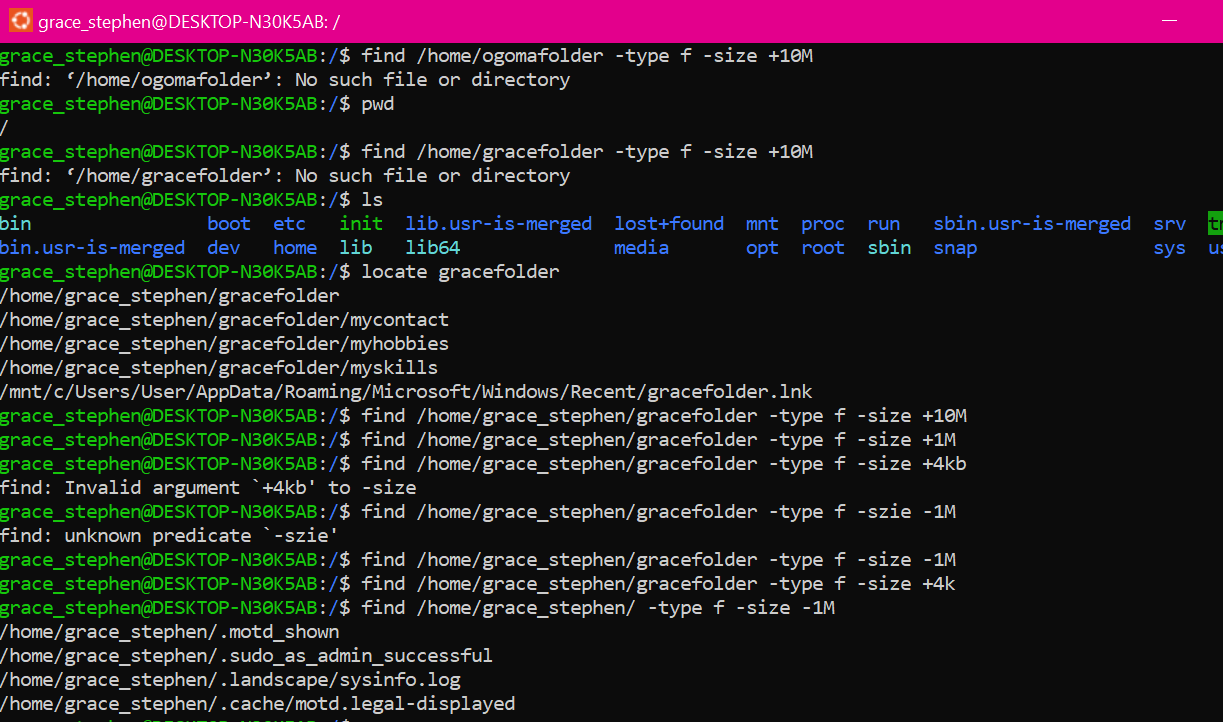 grace_stephen@DESKTOP-N30K5AB: /
grace_stephen@DESKTOP-N30K5AB:/$ find /home/ogomafolder -type f -size +10M
find: ‘/home/ogomafolder’: No such file or directory
grace_stephen@DESKTOP-N30K5AB:/$ pwd
/
grace_stephen@DESKTOP-N30K5AB:/$ find /home/gracefolder -type f -size +10M
find: ‘/home/gracefolder’: No such file or directory
grace_stephen@DESKTOP-N30K5AB:/$ ls
bin boot etc init lib.usr-is-merged lost+found mnt proc run sbin.usr-is-merged srv
bin.usr-is-merged dev home lib lib64 media opt root sbin snap sys
grace_stephen@DESKTOP-N30K5AB:/$ locate gracefolder
/home/grace_stephen/gracefolder
/home/grace_stephen/gracefolder/mycontact
/home/grace_stephen/gracefolder/myhobbies
/home/grace_stephen/gracefolder/myskills
/mnt/c/Users/User/AppData/Roaming/Microsoft/Windows/Recent/gracefolder.lnk
grace_stephen@DESKTOP-N30K5AB:/$ find /home/grace_stephen/gracefolder -type f -size +10M
grace_stephen@DESKTOP-N30K5AB:/$ find /home/grace_stephen/gracefolder -type f -size +1M
grace_stephen@DESKTOP-N30K5AB:/$ find /home/grace_stephen/gracefolder -type f -size +4kb
find: Invalid argument `+4kb' to -size
grace_stephen@DESKTOP-N30K5AB:/$ find /home/grace_stephen/gracefolder -type f -szie -1M
find: unknown predicate `-szie'
grace_stephen@DESKTOP-N30K5AB:/$ find /home/grace_stephen/gracefolder -type f -size -1M
grace_stephen@DESKTOP-N30K5AB:/$ find /home/grace_stephen/gracefolder -type f -size +4k
grace_stephen@DESKTOP-N30K5AB:/$ find /home/grace_stephen/ -type f -size -1M
/home/grace_stephen/.motd_shown
/home/grace_stephen/.sudo_as_admin_successful
/home/grace_stephen/.landscape/sysinfo.log
/home/grace_stephen/.cache/motd.legal-displayed